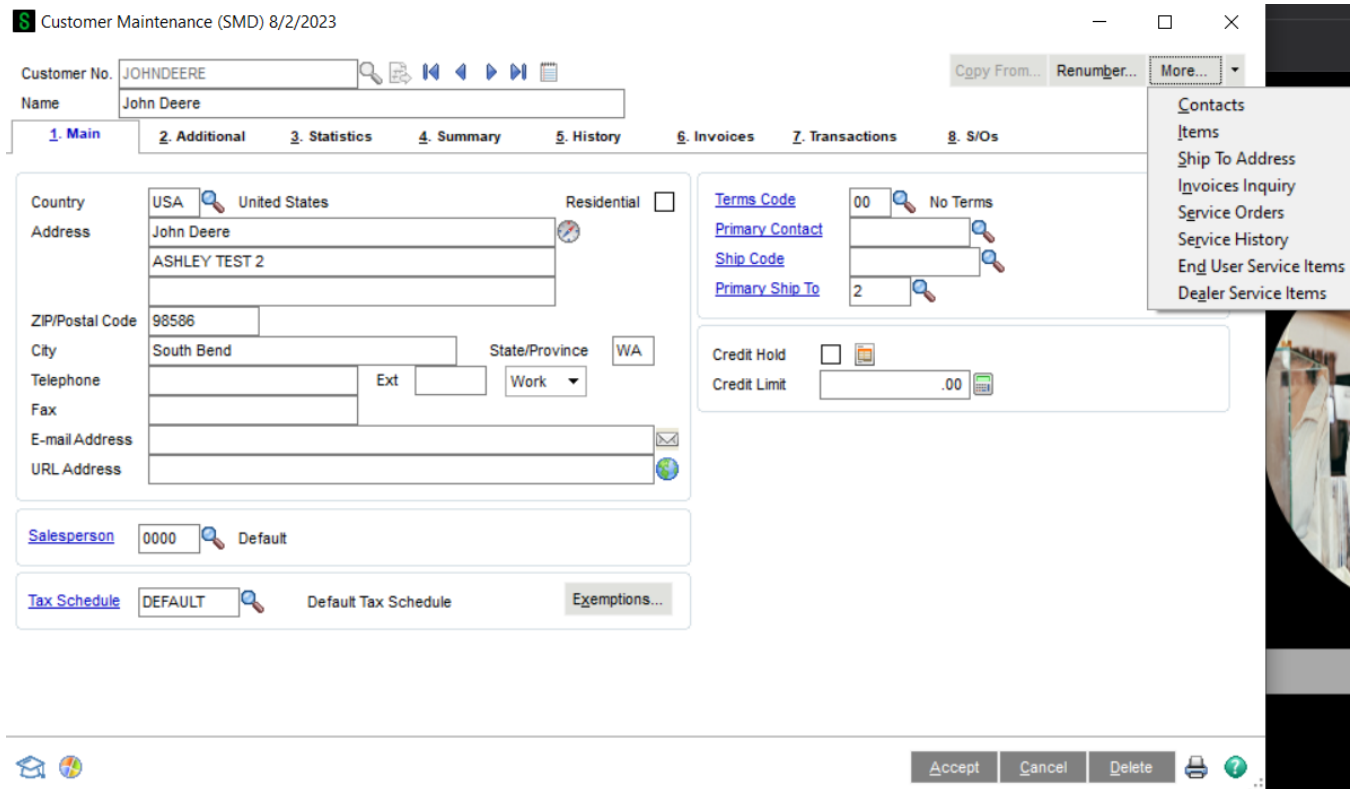 S Customer Maintenance (SMD) 8/2/2023
Customer No. JOHNDEERE
Copy From... Renumber... More...
Name John Deere
1. Main 2. Additional 3. Statistics 4. Summary 5. History 6. Invoices 7. Transactions 8. S/Os
Contacts
Items
Ship To Address
Invoices Inquiry
Service Orders
Service History
End User Service Items
Dealer Service Items
Country USA United States Residential
Address John Deere
ASHLEY TEST 2
ZIP/Postal Code 98586
City South Bend State/Province WA
Telephone Ext Work
Fax
E-mail Address
URL Address
Terms Code 00 No Terms
Primary Contact
Ship Code
Primary Ship To 2
Credit Hold
Credit Limit .00
Salesperson 0000 Default
Tax Schedule DEFAULT Default Tax Schedule Exemptions...
Accept Cancel Delete ?